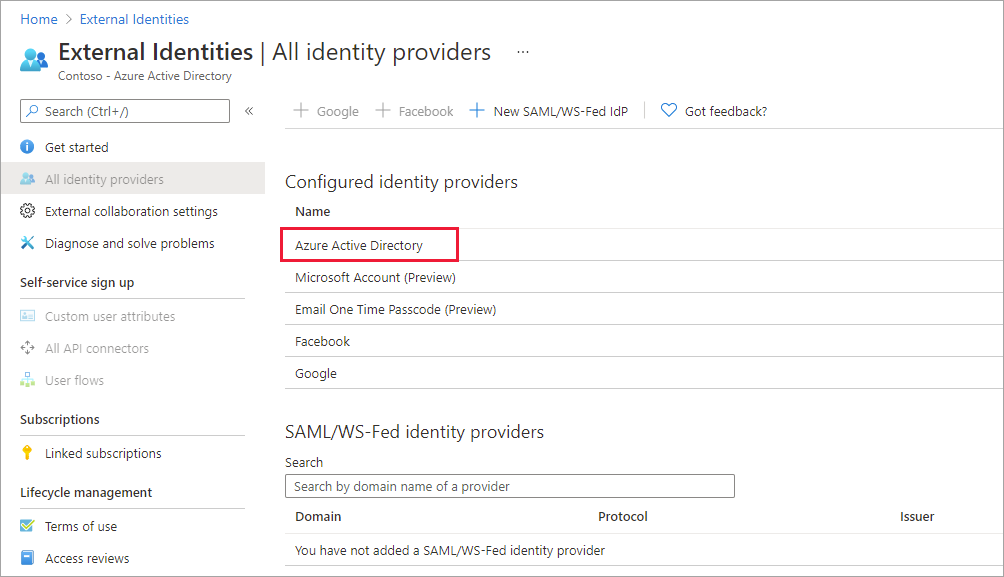 Home > External Identities
External Identities | All identity providers ...
Contoso - Azure Active Directory
Search (Ctrl+/) «
Get started
All identity providers
External collaboration settings
Diagnose and solve problems
Self-service sign up
Custom user attributes
All API connectors
User flows
Subscriptions
Linked subscriptions
Lifecycle management
Terms of use
Access reviews
+ Google + Facebook + New SAML/WS-Fed IdP | Got feedback?
Configured identity providers
Name
Azure Active Directory
Microsoft Account (Preview)
Email One Time Passcode (Preview)
Facebook
Google
SAML/WS-Fed identity providers
Search
Search by domain name of a provider
Domain Protocol Issuer
You have not added a SAML/WS-Fed identity provider